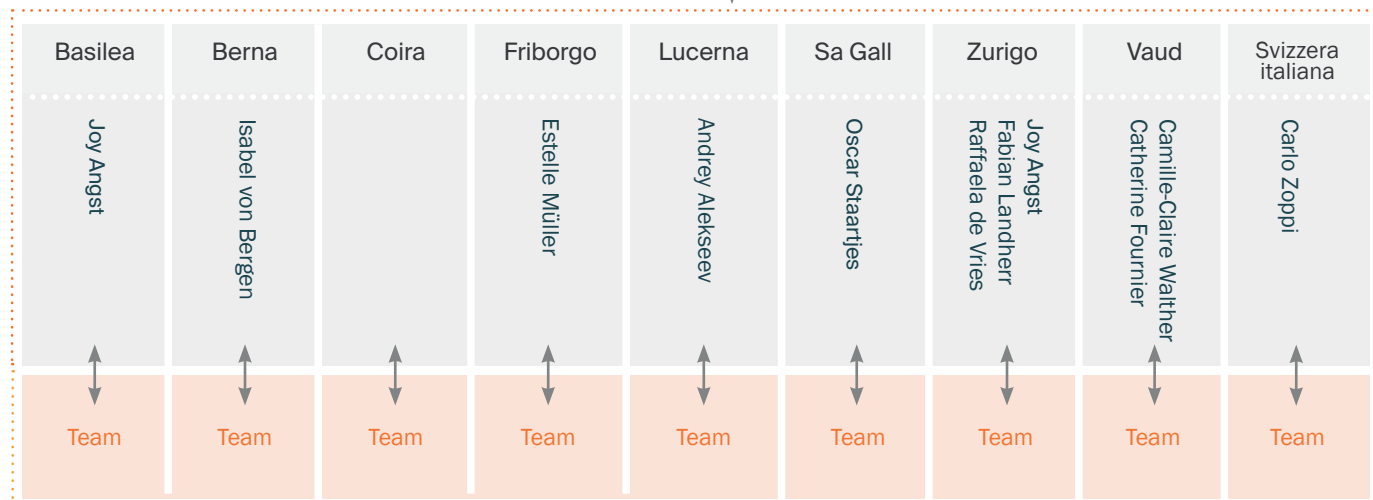 Basilea
Joy Angst
Team
Berna
Isabel von Bergen
Team
Coira
Team
Friborgo
Estelle Müller
Team
Lucerna
Andrey Alekseev
Team
Sa Gall
Oscar Staartjes
Team
Zurigo
Joy Angst
Fabian Landherr
Raffaela de Vries
Team
Vaud
Camille-Claire Walther
Catherine Fournier
Team
Svizzera
italiana
Carlo Zoppi
Team